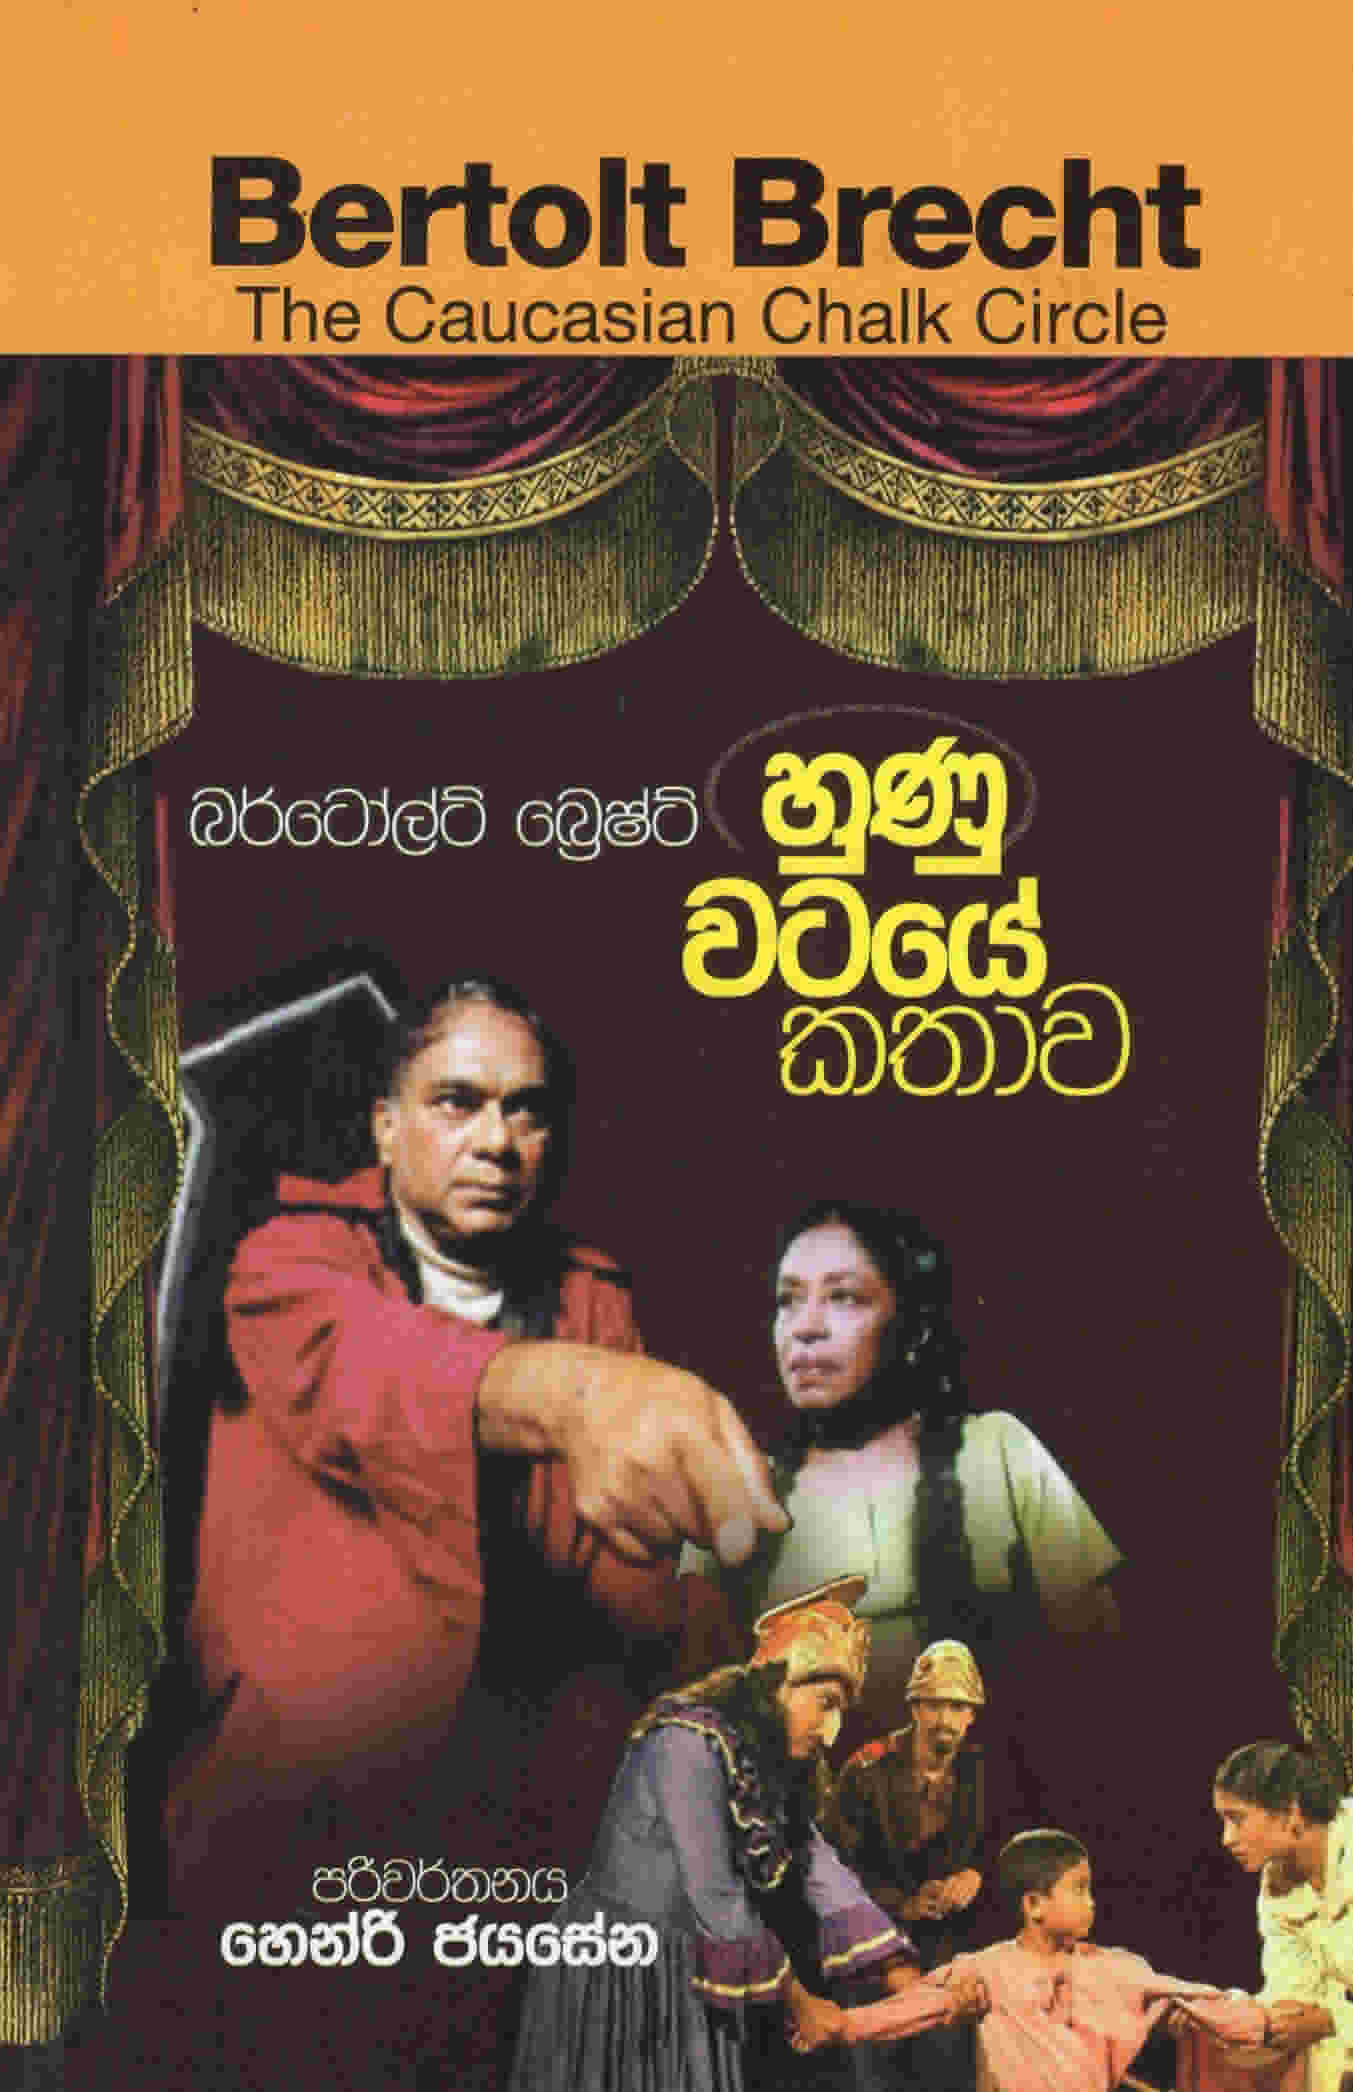 Bertolt Brecht
The Caucasian Chalk Circle
බර්ටෝල්ට් බ්‍රෙෂ්ට් හුණු
වටයේ
කතාව
පරිවර්තනය
හෙන්රි ජයසේන